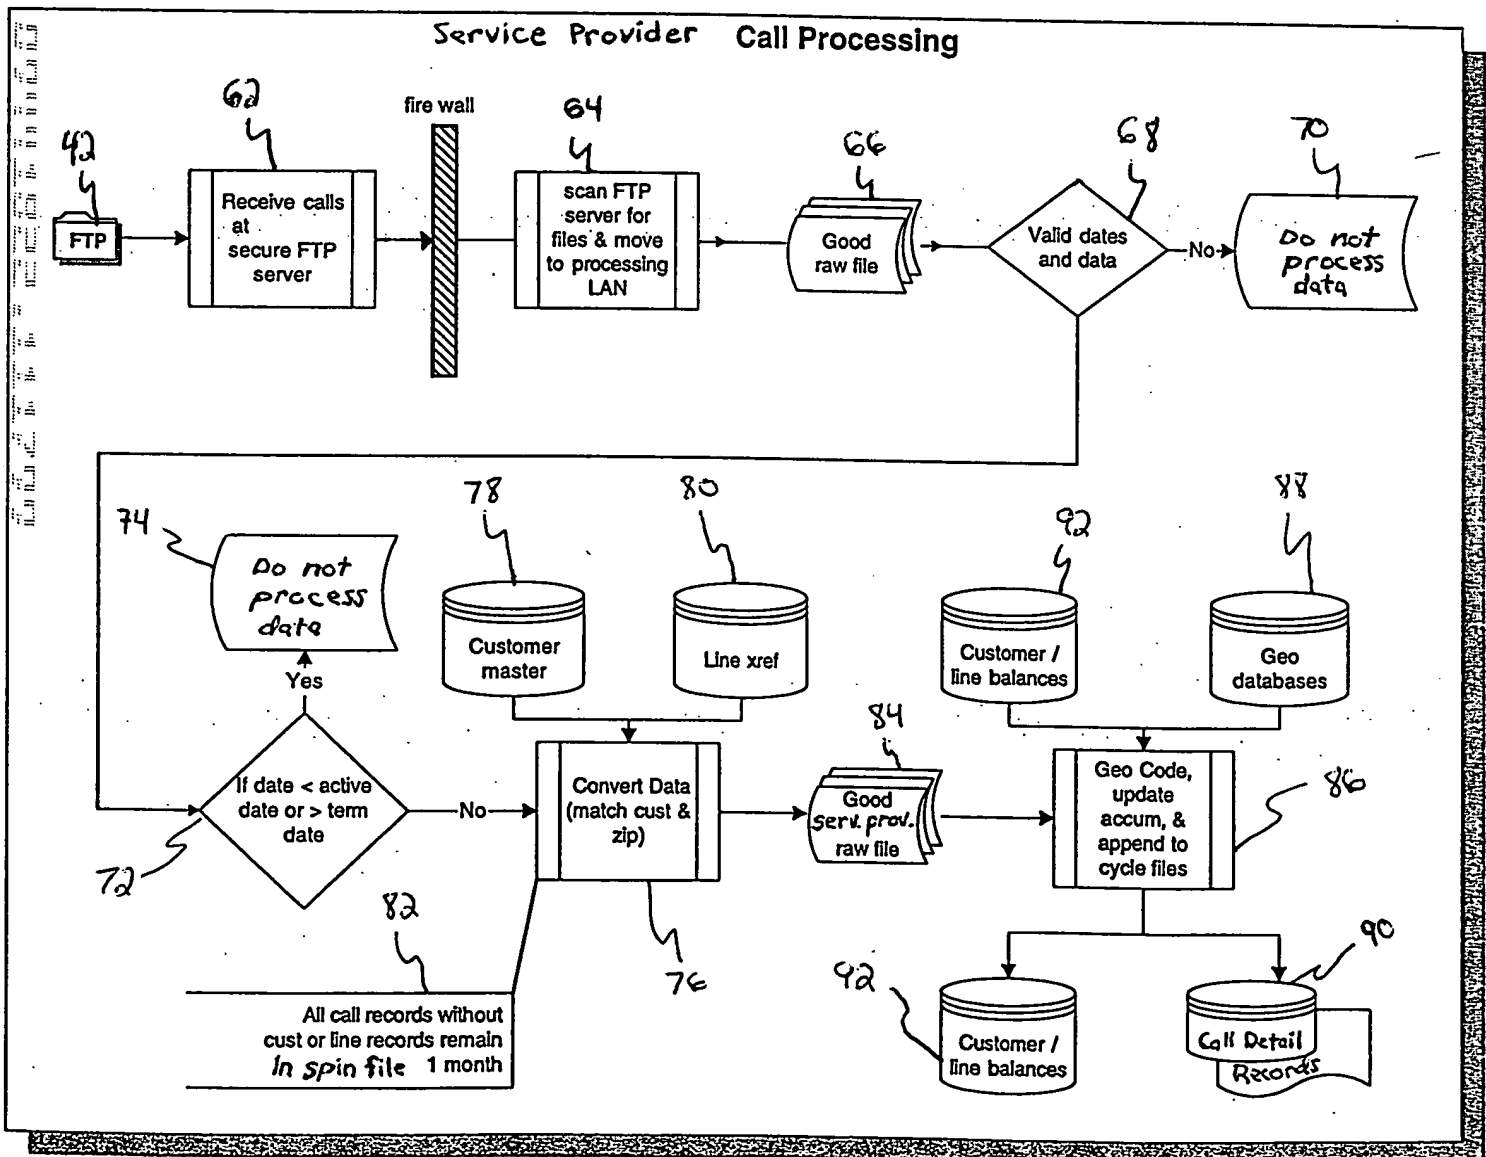 Service Provider Call Processing
62
fire wall
64
42
66
68
70
FTP
Receive calls
at
secure FTP
server
scan FTP
server for
files & move
to processing
LAN
Good
raw file
Valid dates
and data
No
Do not
process
data
74
78
80
92
88
Do not
process
data
Customer
master
Line xref
Customer /
line balances
Geo
databases
Yes
84
If date < active
date or > term
date
No
Convert Data
(match cust &
zip)
Good
serv. prov.
raw file
Geo Code,
update
accum, &
append to
cycle files
86
72
82
76
92
90
All call records without
cust or line records remain
In spin file 1 month
Customer /
line balances
Call Detail
Records